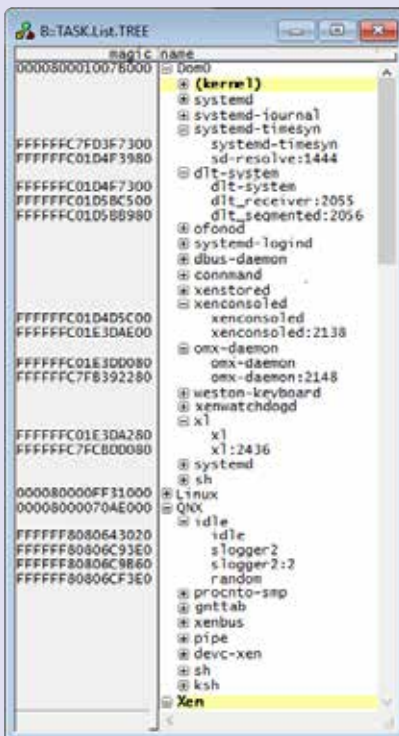 B::TASK.List.TREE
magic name
000080001007B000 Dom0
(kernel)
systemd
systemd-journal
systemd-timesyn
FFFFFFC7FD3F7300 systemd-timesyn
FFFFFFC01D4F3980 sd-resolve:1444
dlt-system
FFFFFFC01D4F7300 dlt-system
FFFFFFC01D5BC500 dlt_receiver:2055
FFFFFFC01D5B8980 dlt_segmented:2056
ofonod
systemd-logind
dbus-daemon
connmand
xenstored
xenconsoled
FFFFFFC01D4D5C00 xenconsoled
FFFFFFC01E3DAE00 xenconsoled:2138
omx-daemon
FFFFFFC01E3DD080 omx-daemon
FFFFFFC7FB392280 omx-daemon:2148
weston-keyboard
xenwatchdogd
xl
FFFFFFC01E3DA280 xl
FFFFFFC7FCBDD080 xl:2436
systemd
sh
000080000FF31000 Linux
00008000070AE000 QNX
idle
FFFFFF8080643020 idle
FFFFFF80806C93E0 slogger2
FFFFFF80806C9B60 slogger2:2
FFFFFF80806CF3E0 random
procnto-smp
gnttab
xenbus
pipe
devc-xen
sh
ksh
Xen